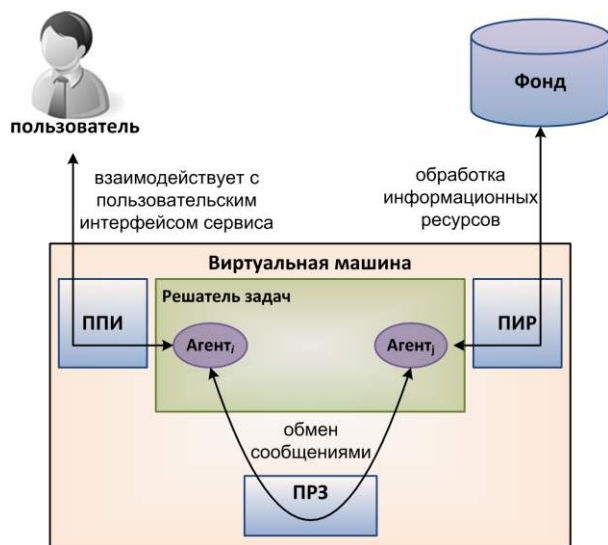 пользователь
Фонд
взаимодействует с
пользовательским
интерфейсом сервиса
обработка
информационных
ресурсов
Виртуальная машина
Решатель задач
ППИ
Агентi
Агентj
ПИР
обмен
сообщениями
ПРЗ